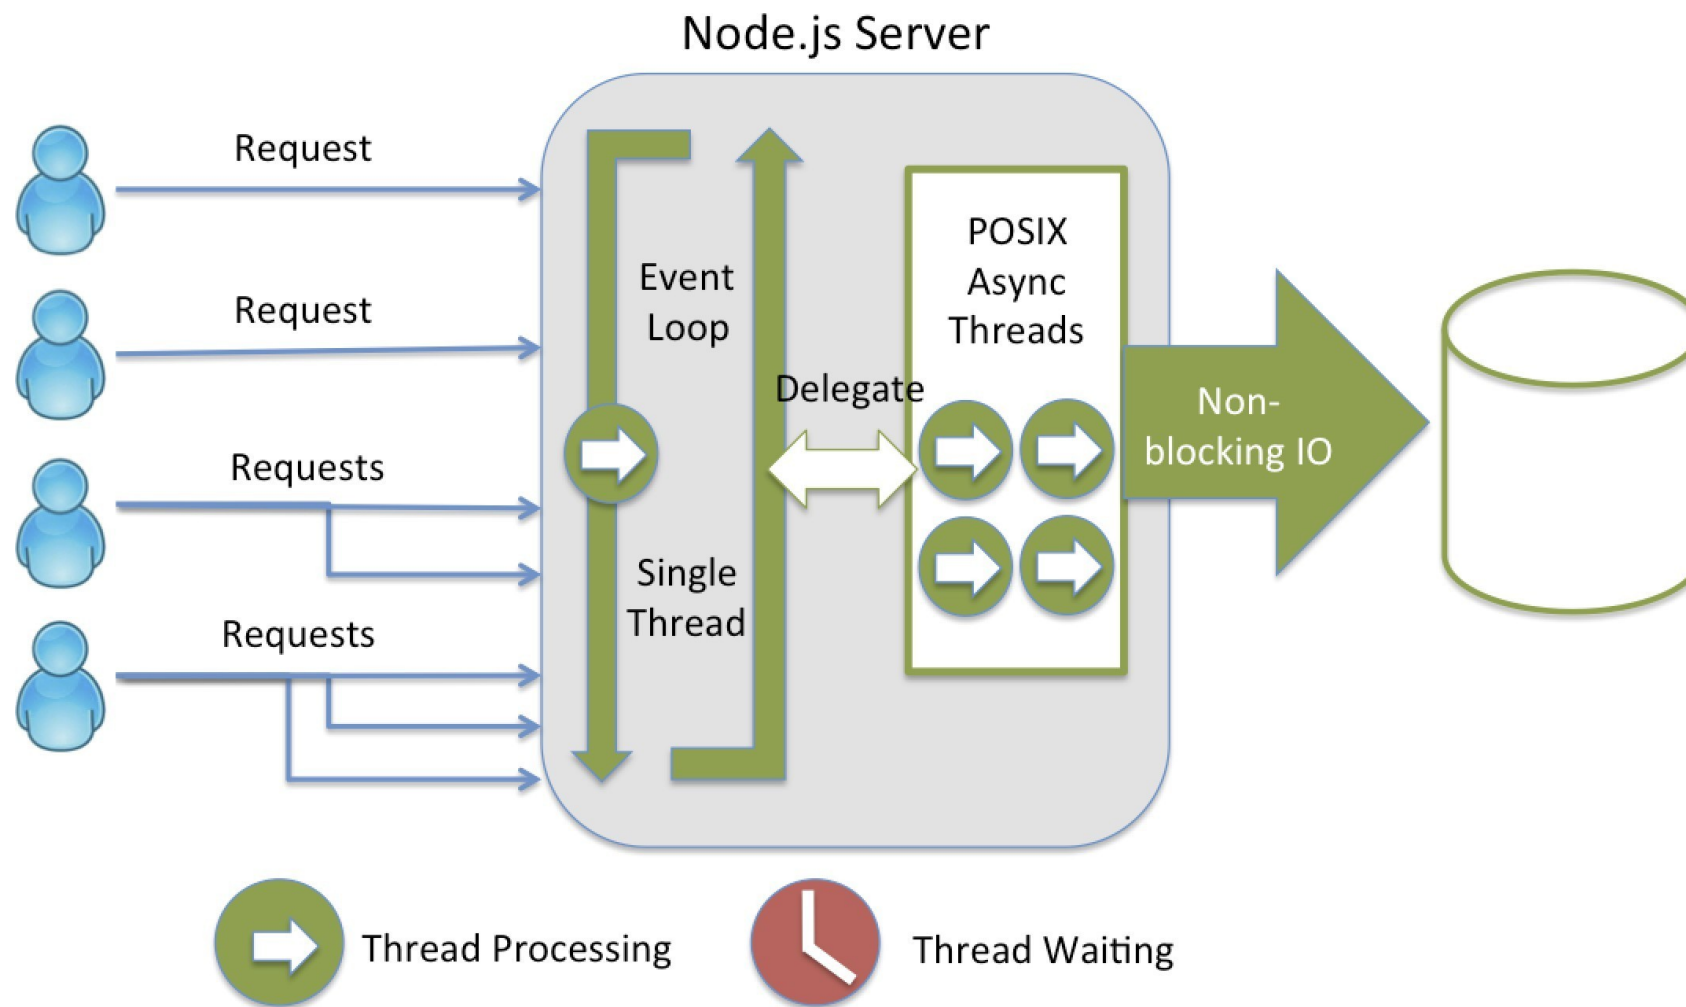 Node.js Server
Request
Request
Requests
Requests
Event
Loop
Single
Thread
Delegate
POSIX
Async
Threads
Non-
blocking IO
Thread Processing
Thread Waiting